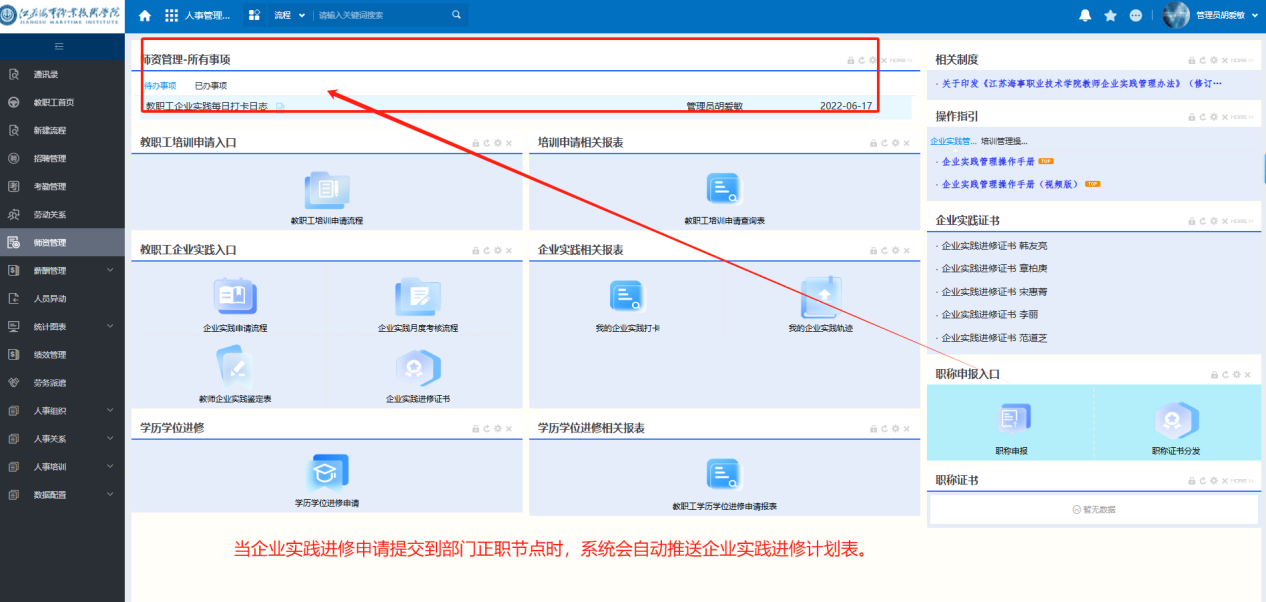 江苏海事职业技术学院
JIANGSU MARITIME INSTITUTE
人事管理...
流程
请输入关键词搜索
管理员胡爱敏
通讯录
教职工首页
新建流程
招聘管理
考勤管理
劳动关系
师资管理
薪酬管理
人员异动
统计图表
绩效管理
劳务派遣
人事组织
人事关系
人事培训
数据配置
师资管理-所有事项
MORE>>
待办事项 已办事项
教职工企业实践每日打卡日志 管理员胡爱敏 2022-06-17
教职工培训申请入口
教职工培训申请流程
培训申请相关报表
教职工培训申请查询表
教职工企业实践入口
企业实践申请流程
企业实践月度考核流程
教师企业实践鉴定表
企业实践进修证书
企业实践相关报表
我的企业实践打卡
我的企业实践轨迹
学历学位进修
学历学位进修申请
学历学位进修相关报表
教职工学历学位进修申请报表
相关制度
MORE>>
· 关于印发《江苏海事职业技术学院教师企业实践管理办法》（修订···
操作指引
MORE>>
企业实践管... 培训管理操...
· 企业实践管理操作手册 TOP
· 企业实践管理操作手册（视频版） TOP
企业实践证书
MORE>>
· 企业实践进修证书 韩友亮
· 企业实践进修证书 章柏庚
· 企业实践进修证书 宋惠菁
· 企业实践进修证书 李丽
· 企业实践进修证书 范道芝
职称申报入口
职称申报
职称证书分发
职称证书
MORE>>
暂无数据
当企业实践进修申请提交到部门正职节点时，系统会自动推送企业实践进修计划表。